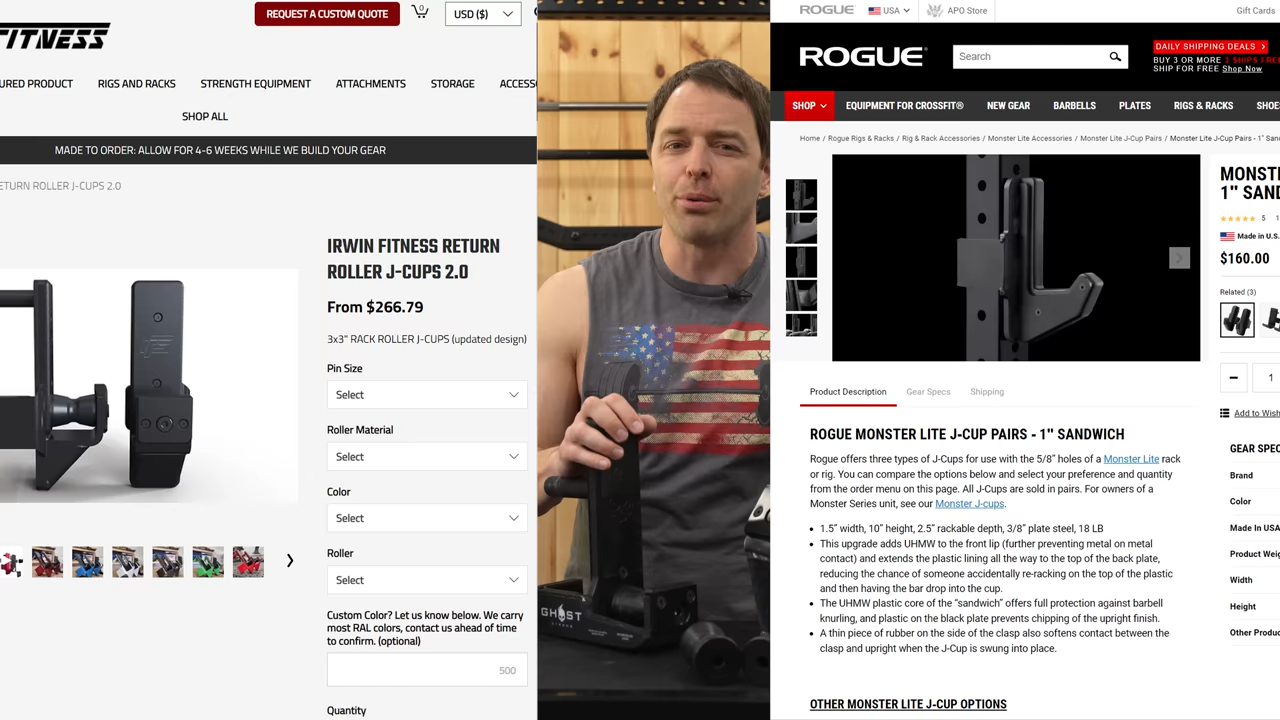 REQUEST A CUSTOM QUOTE
0
USD ($)
FITNESS
URED PRODUCT
RIGS AND RACKS
STRENGTH EQUIPMENT
ATTACHMENTS
STORAGE
ACCESS
SHOP ALL
MADE TO ORDER: ALLOW FOR 4-6 WEEKS WHILE WE BUILD YOUR GEAR
ETURN ROLLER J-CUPS 2.0
IRWIN FITNESS RETURN
ROLLER J-CUPS 2.0
From $266.79
3x3" RACK ROLLER J-CUPS (updated design)
Pin Size
Select
Roller Material
Select
Color
Select
Roller
Select
Custom Color? Let us know below. We carry
most RAL colors, contact us ahead of time
to confirm. (optional)
500
Quantity
GHOST
STRONG
ROGUE
USA
APO Store
Gift Cards
ROGUE
Search
DAILY SHIPPING DEALS
BUY 3 OR MORE 3 SHIPS FREE
SHIP FOR FREE Shop Now
SHOP
EQUIPMENT FOR CROSSFIT®
NEW GEAR
BARBELLS
PLATES
RIGS & RACKS
SHOE
Home / Rogue Rigs & Racks / Rig & Rack Accessories / Monster Lite Accessories / Monster Lite J-Cup Pairs / Monster Lite J-Cup Pairs - 1" San
MONST
1" SAND
5
1
Made in U.S.
$160.00
Related (3)
1
Add to Wish
Product Description
Gear Specs
Shipping
ROGUE MONSTER LITE J-CUP PAIRS - 1" SANDWICH
Rogue offers three types of J-Cups for use with the 5/8" holes of a Monster Lite rack
or rig. You can compare the options below and select your preference and quantity
from the order menu on this page. All J-Cups are sold in pairs. For owners of a
Monster Series unit, see our Monster J-cups.
• 1.5" width, 10" height, 2.5" rackable depth, 3/8" plate steel, 18 LB
• This upgrade adds UHMW to the front lip (further preventing metal on metal
contact) and extends the plastic lining all the way to the top of the back plate,
reducing the chance of someone accidentally re-racking on the top of the plastic
and then having the bar drop into the cup.
• The UHMW plastic core of the "sandwich" offers full protection against barbell
knurling, and plastic on the black plate prevents chipping of the upright finish.
• A thin piece of rubber on the side of the clasp also softens contact between the
clasp and upright when the J-Cup is swung into place.
OTHER MONSTER LITE J-CUP OPTIONS
GEAR SPEC
Brand
Color
Made In USA
Product Weig
Width
Height
Other Produc